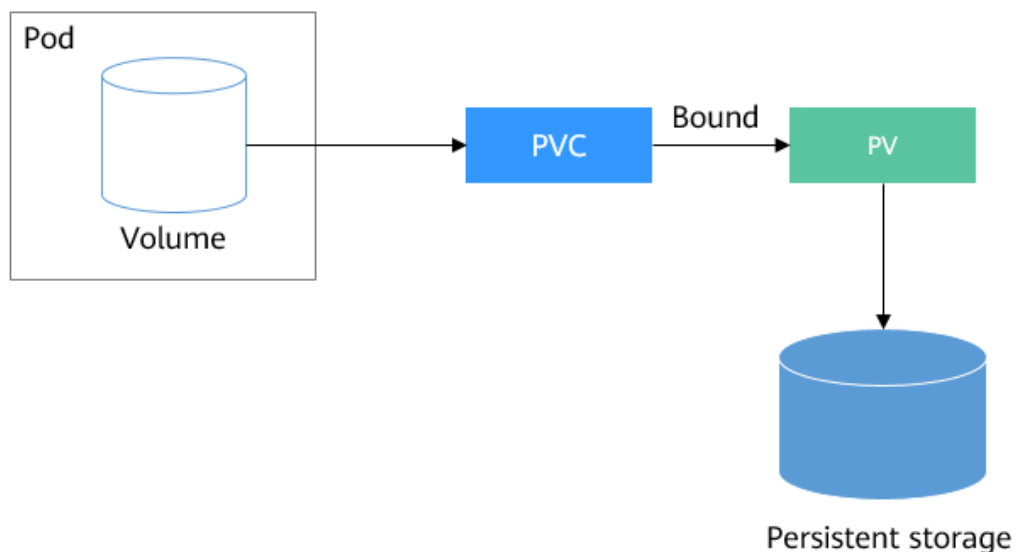 Pod
Volume
PVC
Bound
PV
Persistent storage